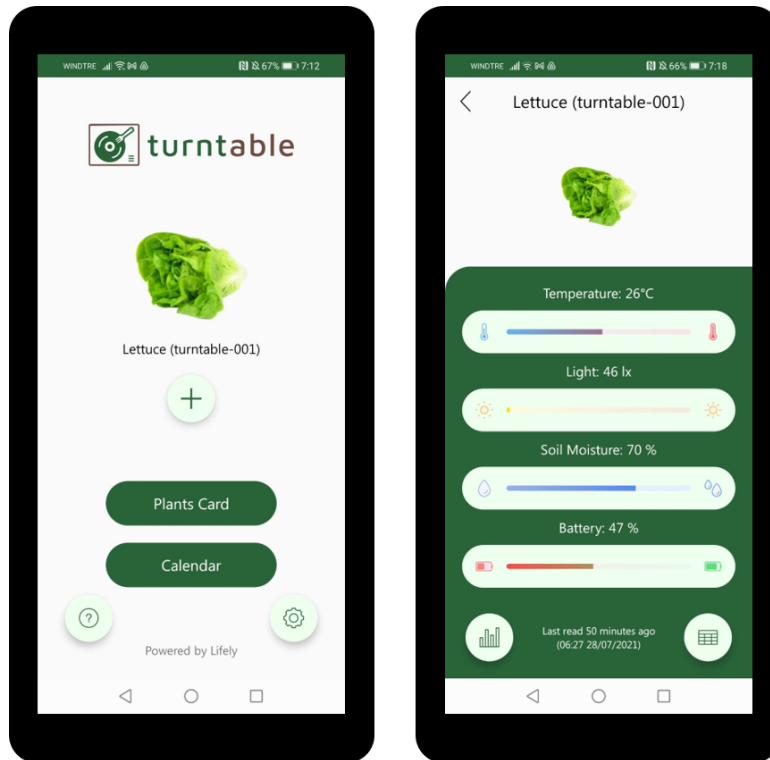 WINDTRE 67% 7:12
turntable
Lettuce (turntable-001)
Plants Card
Calendar
Powered by Lifely
WINDTRE 66% 7:18
Lettuce (turntable-001)
Temperature: 26°C
Light: 46 lx
Soil Moisture: 70 %
Battery: 47 %
Last read 50 minutes ago
(06:27 28/07/2021)